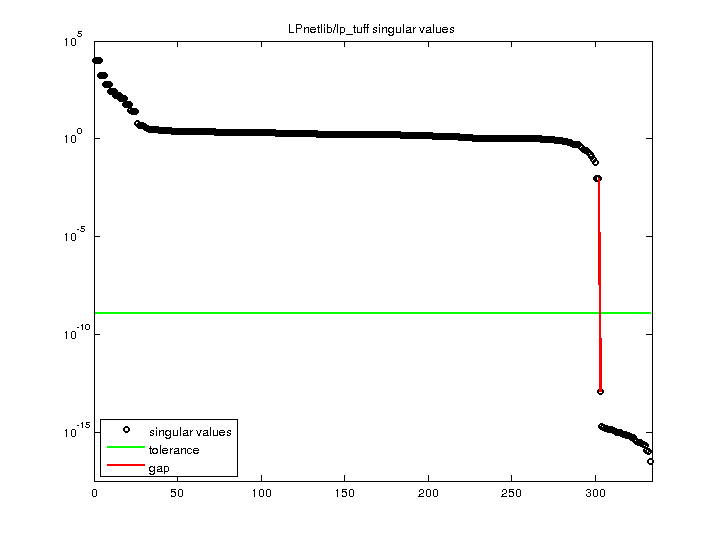 LPnetlib/lp_tuff singular values
10^5
10^0
10^-5
10^-10
10^-15
singular values
tolerance
gap
0 50 100 150 200 250 300